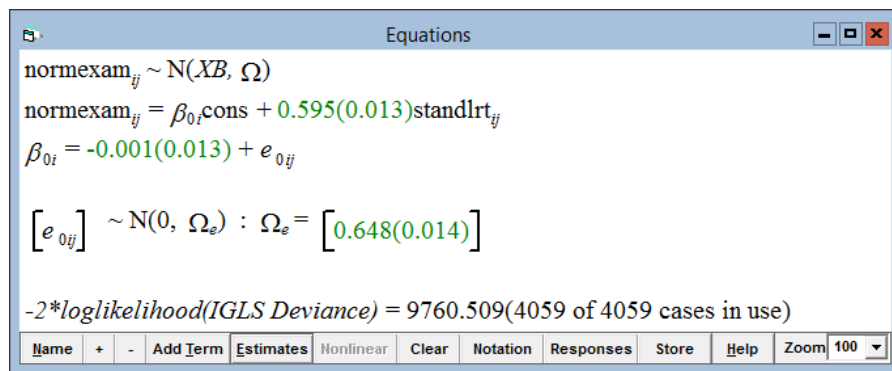 Equations
normexam_ij ~ N(XB, Ω)
normexam_ij = β_0i cons + 0.595(0.013)standlrt_ij
β_0i = -0.001(0.013) + e_0ij
[e_0ij] ~ N(0, Ω_e) : Ω_e = [0.648(0.014)]
-2*loglikelihood(IGLS Deviance) = 9760.509(4059 of 4059 cases in use)
Name + - Add Term Estimates Nonlinear Clear Notation Responses Store Help Zoom 100